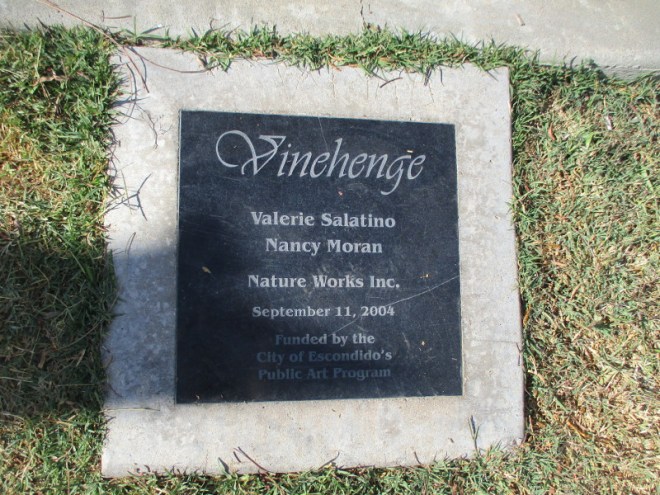 Vinehenge
Valerie Salatino
Nancy Moran
Nature Works Inc.
September 11, 2004
Funded by the
City of Escondido's
Public Art Program